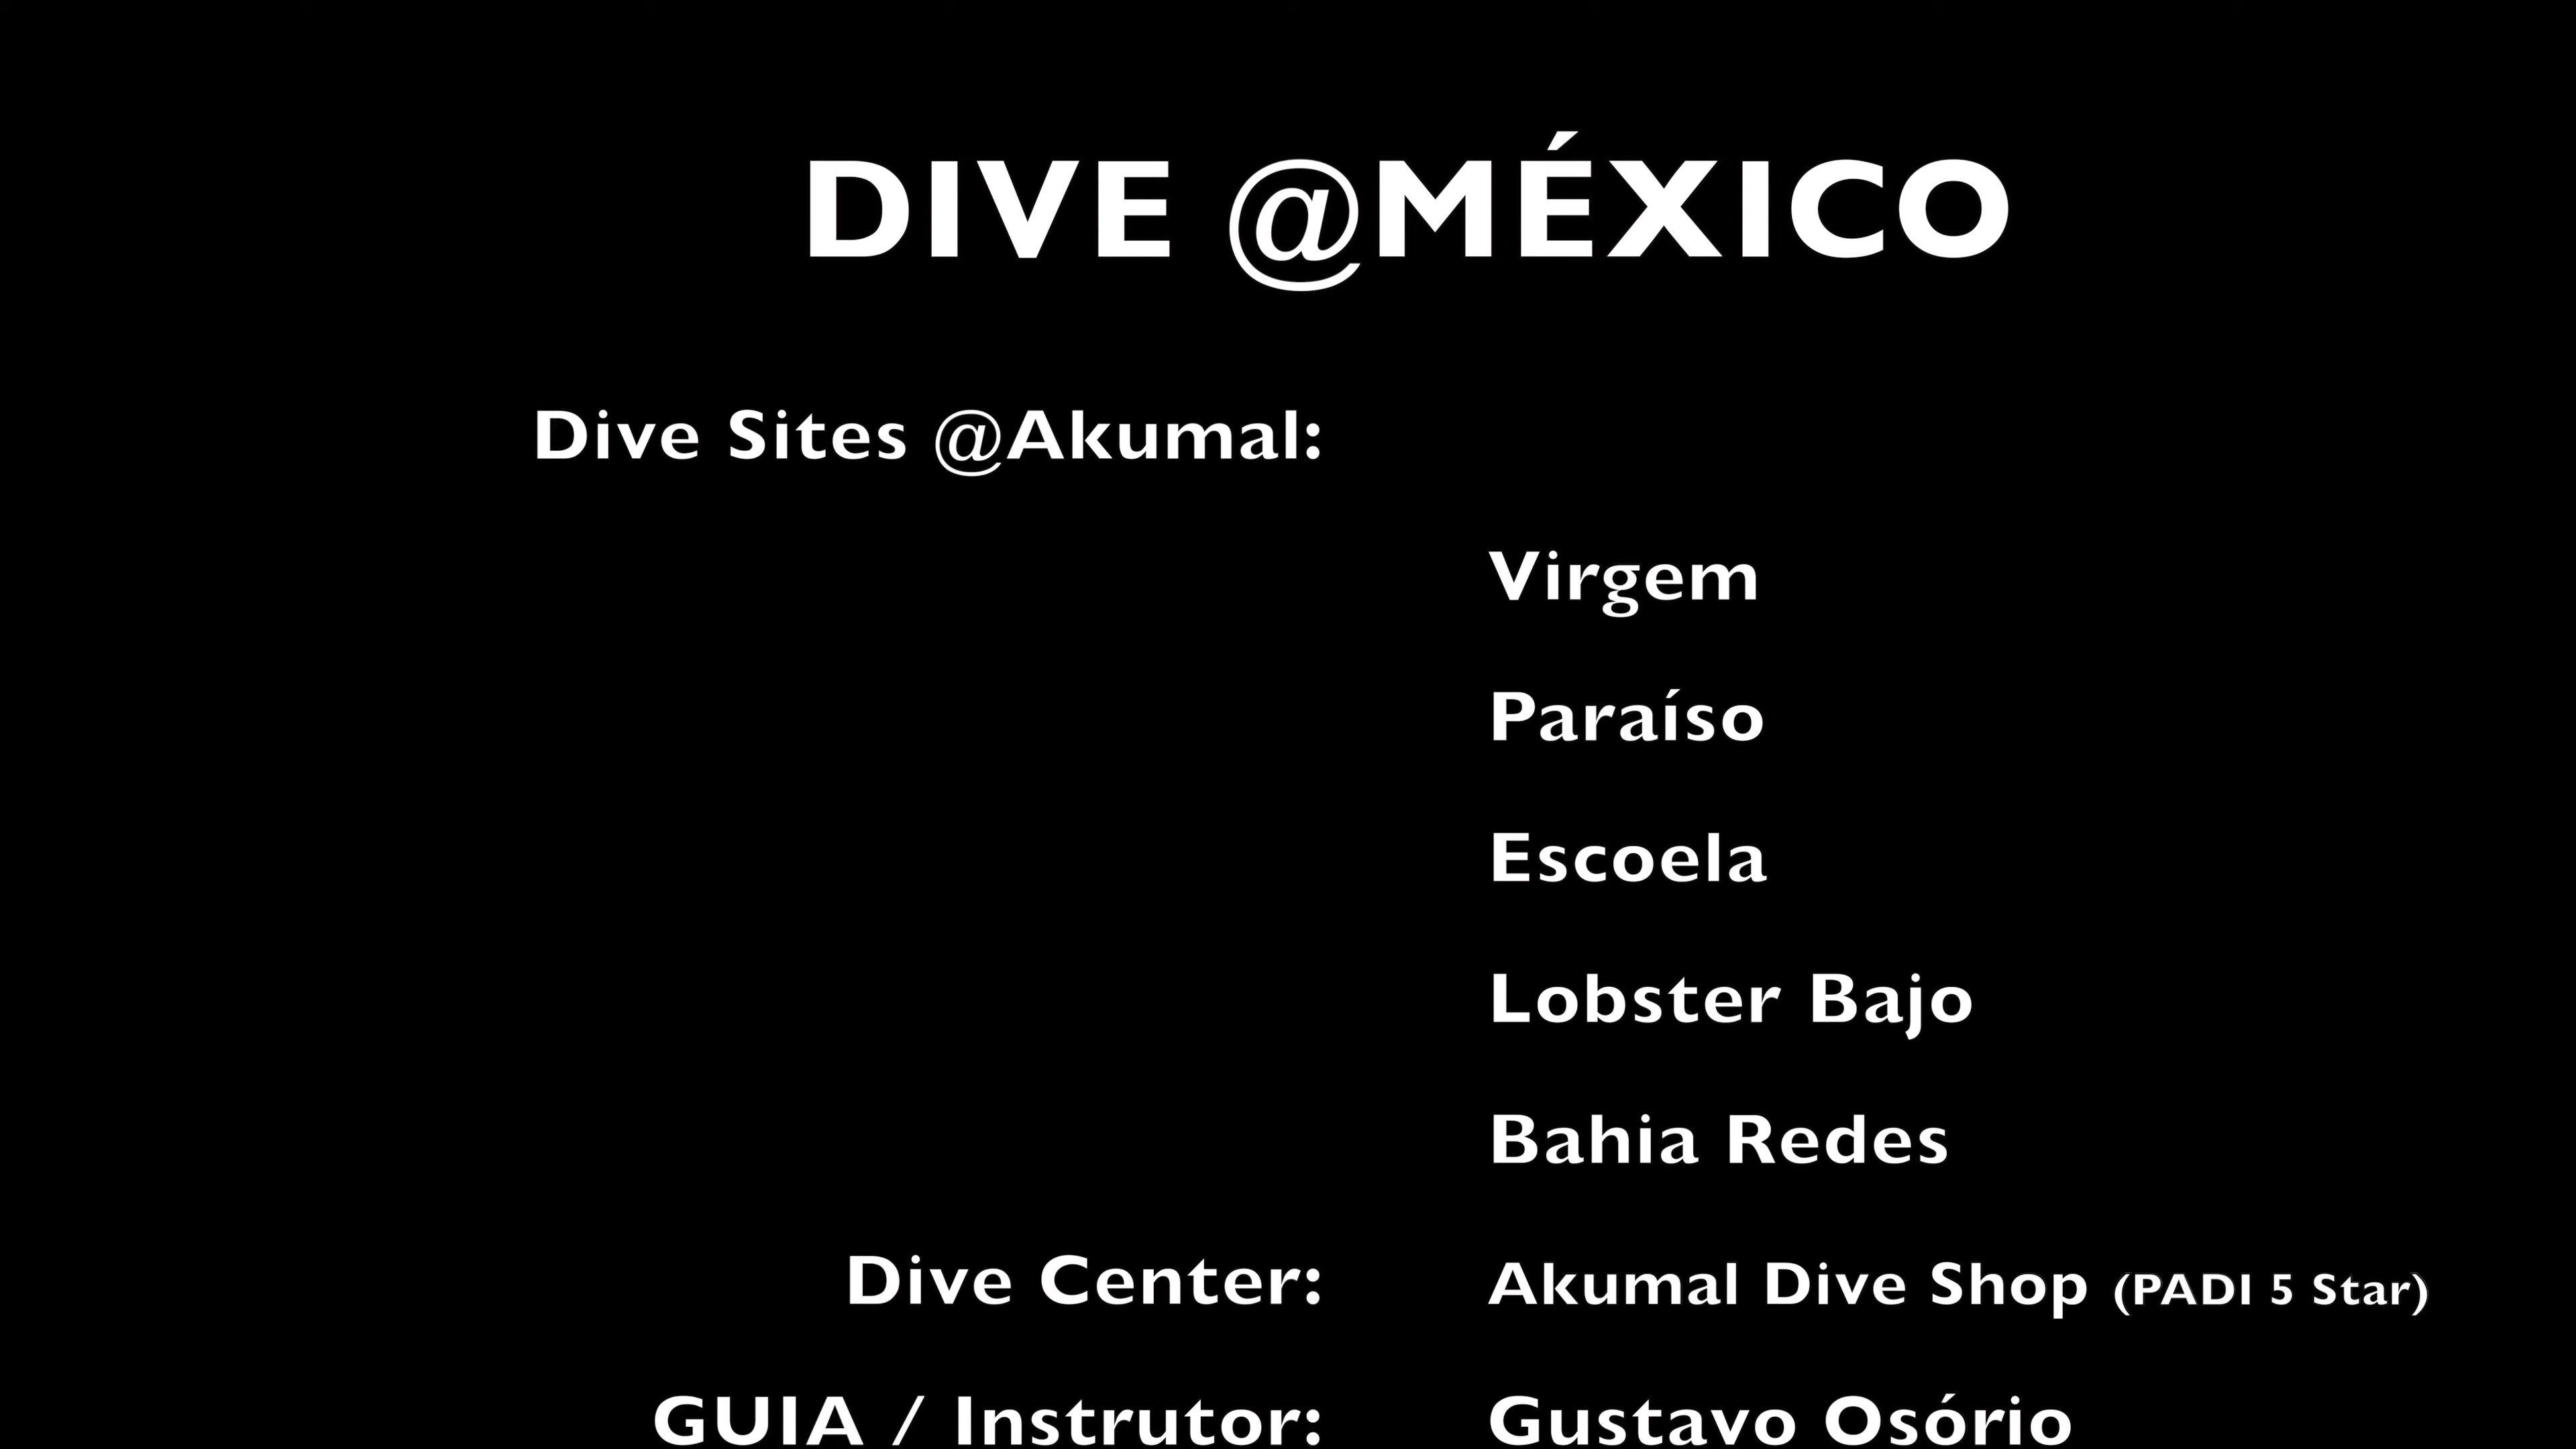 DIVE @MÉXICO
Dive Sites @Akumal:
Virgem
Paraíso
Escoela
Lobster Bajo
Bahia Redes
Dive Center: Akumal Dive Shop (PADI 5 Star)
GUIA / Instrutor: Gustavo Osório